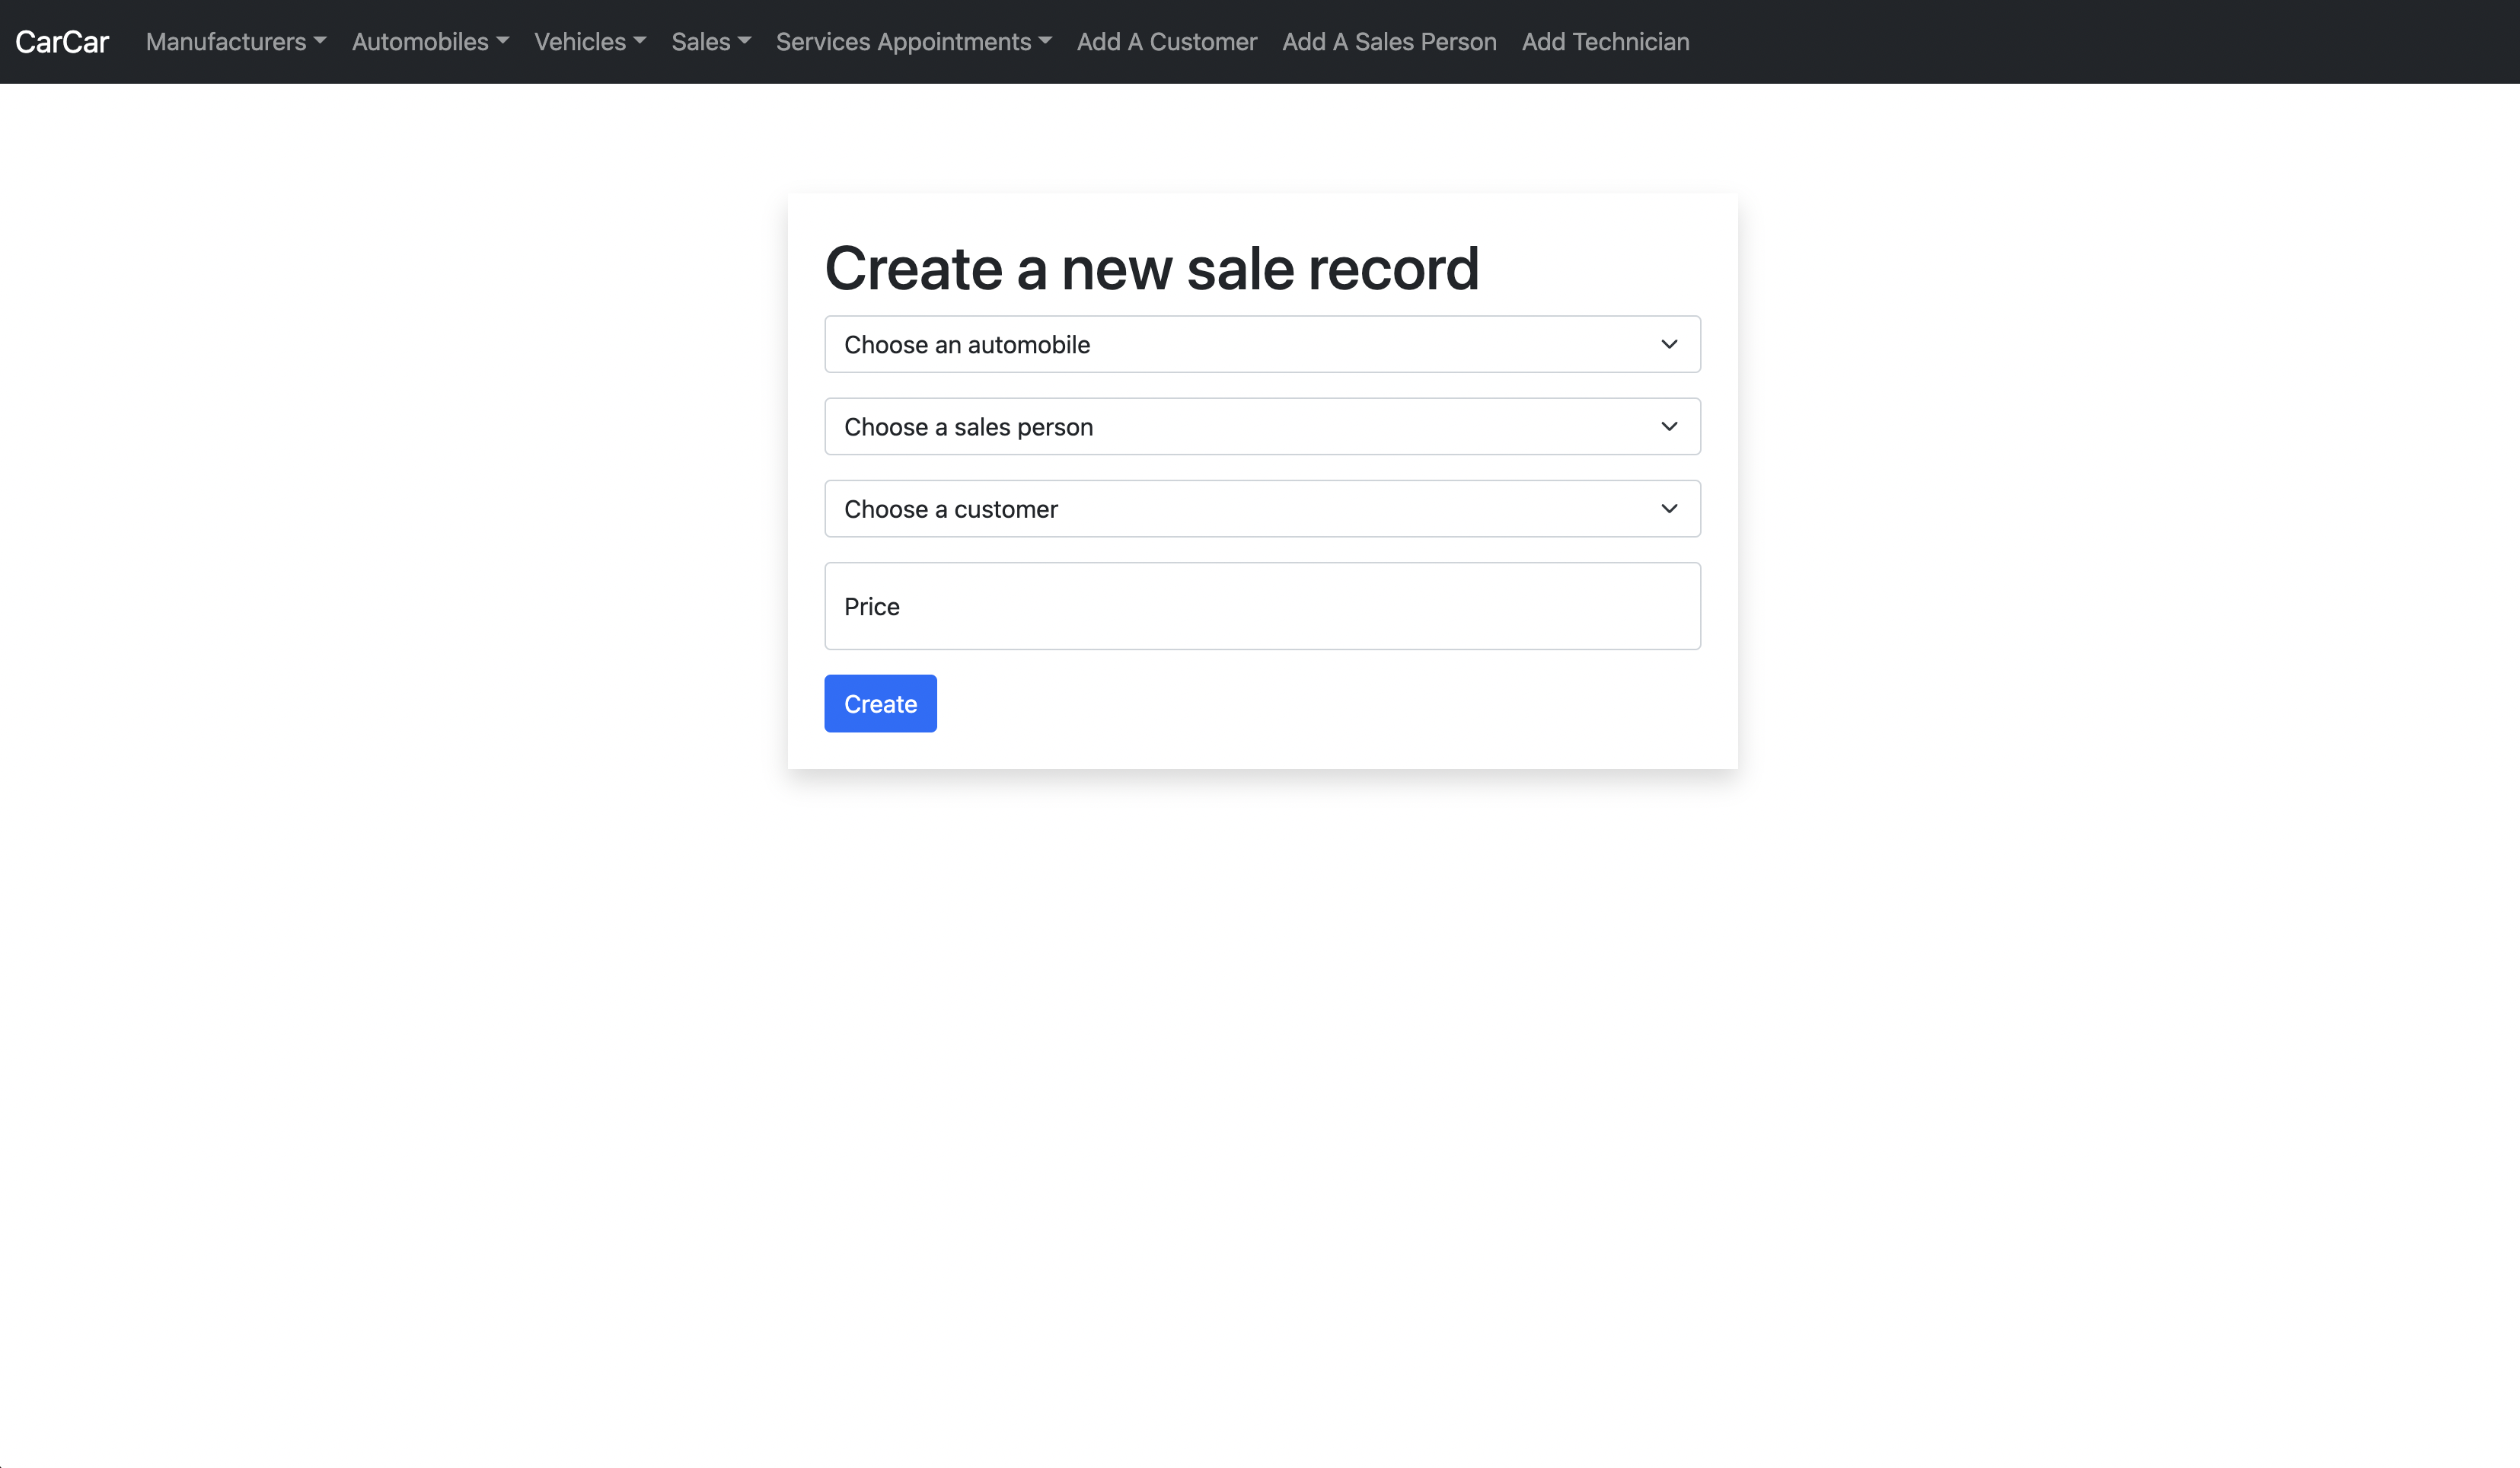 CarCar Manufacturers Automobiles Vehicles Sales Services Appointments Add A Customer Add A Sales Person Add Technician
Create a new sale record
Choose an automobile
Choose a sales person
Choose a customer
Price
Create